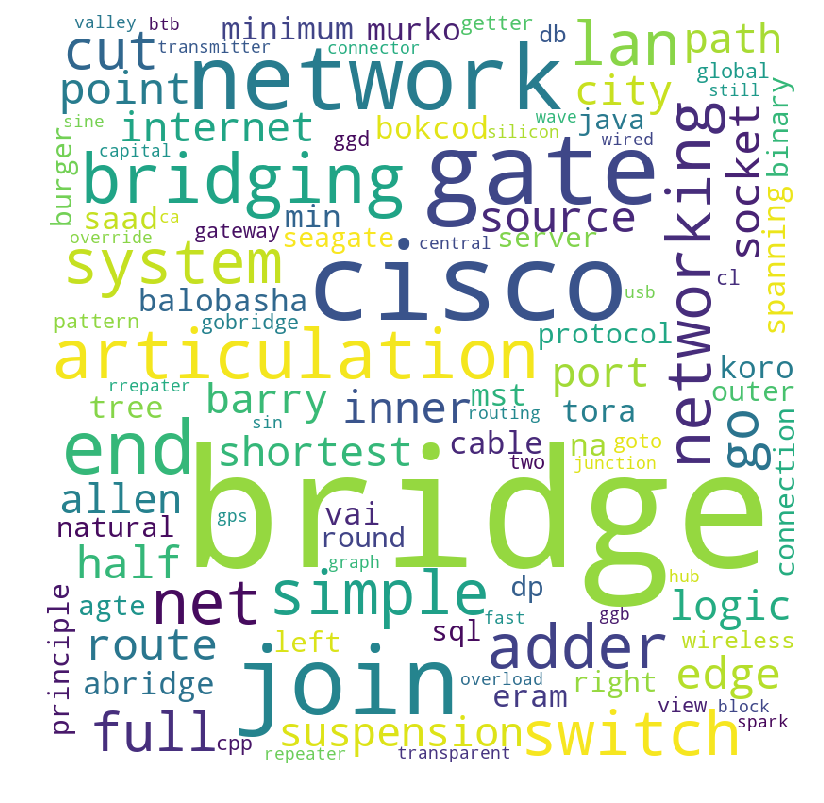 valley btb minimum murko getter db lan path
cut transmitter network connector city global
point internet ggd bokcod silicon wave java still
sine capital bridging gate wired networking socket binary
burger saad ca min source
override gateway seagate central server spanning
system cisco usb cl
balobasha
pattern gobridge protocol
articulation port koro
rrepater barry inner mst routing tora outer
tree sin go
end shortest cable na goto connection
two junction
allen gps bridge vai
natural round
half graph hub
agte net simple dp ggb logic
principle route left sql fast adder wireless
abridge join overload eram right edge
full cpp suspension switch view block spark
repeater transparent